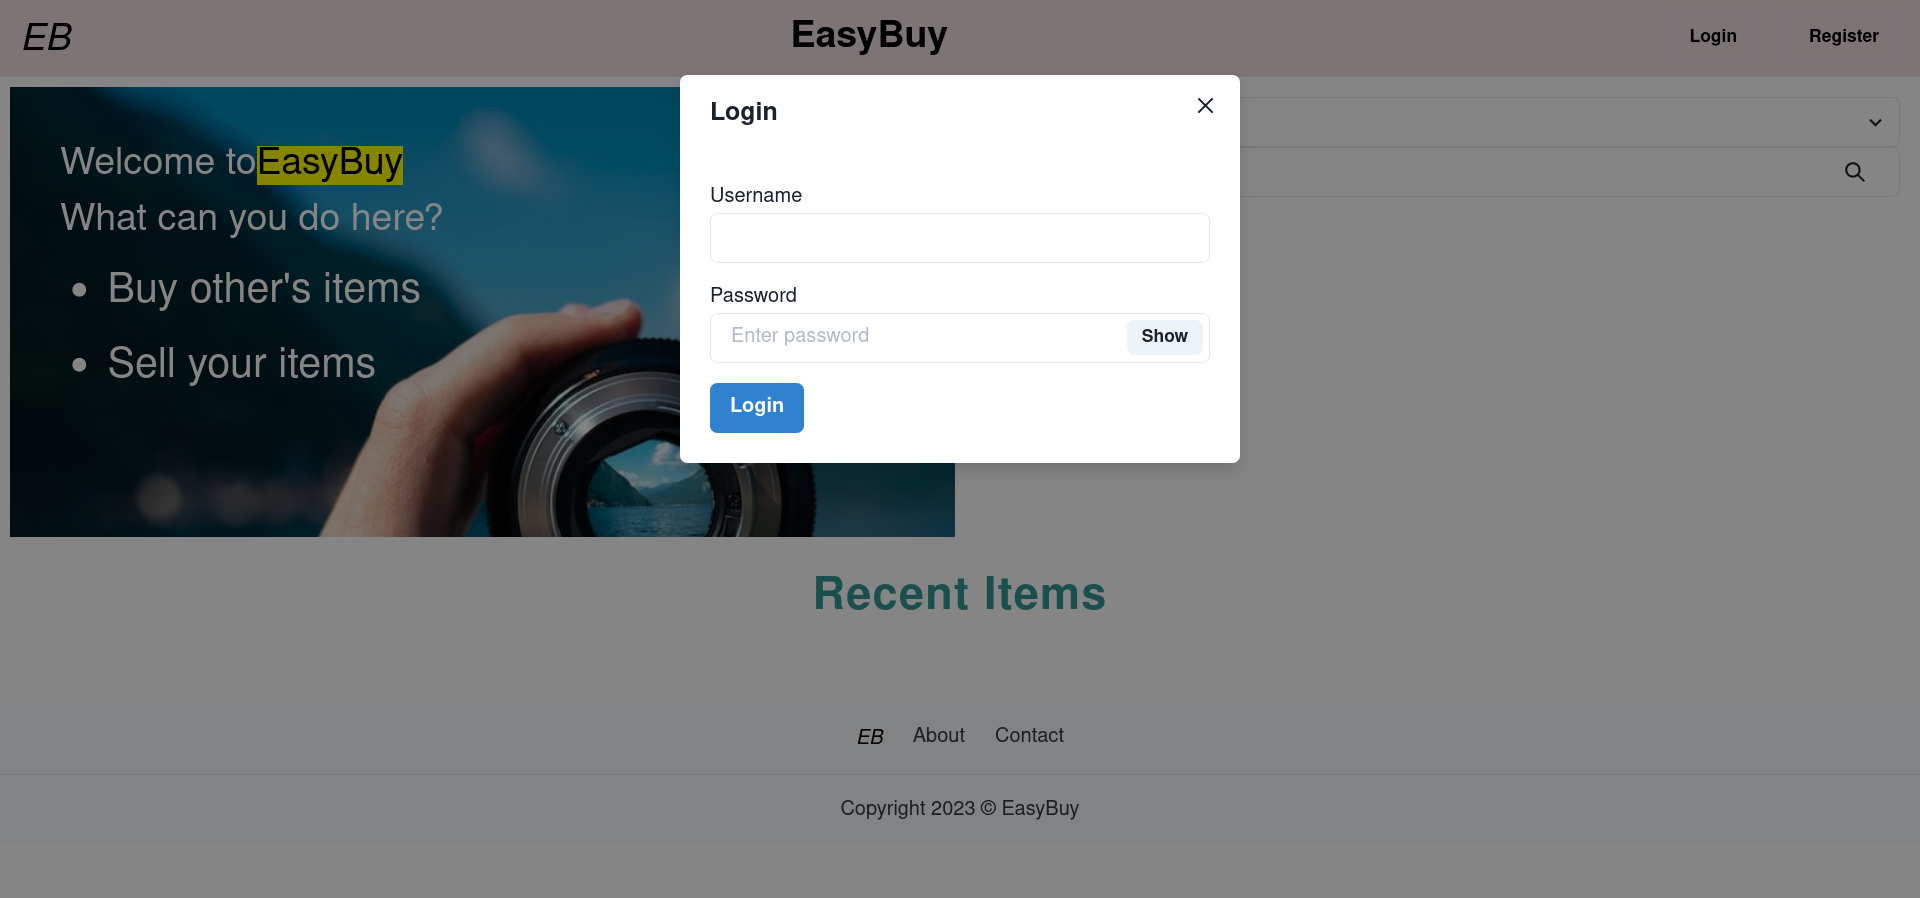 EB
EasyBuy
Login
Register
Welcome toEasyBuy
What can you do here?
• Buy other's items
• Sell your items
Login
Username
Password
Enter password
Show
Login
Recent Items
EB
About
Contact
Copyright 2023 © EasyBuy